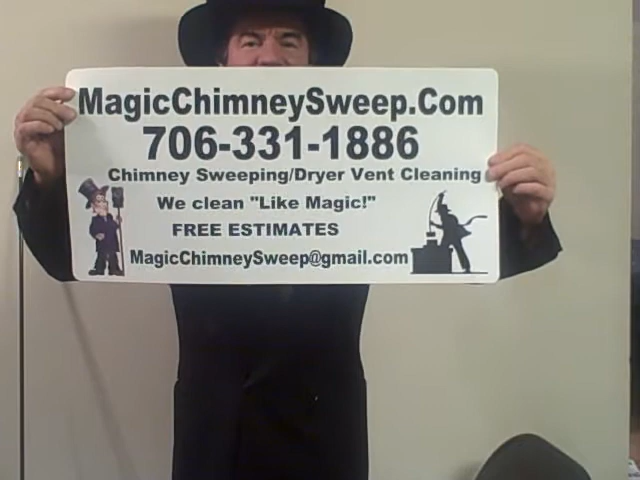 MagicChimneySweep.Com
706-331-1886
Chimney Sweeping/Dryer Vent Cleaning
We clean "Like Magic!"
FREE ESTIMATES
MagicChimneySweep@gmail.com